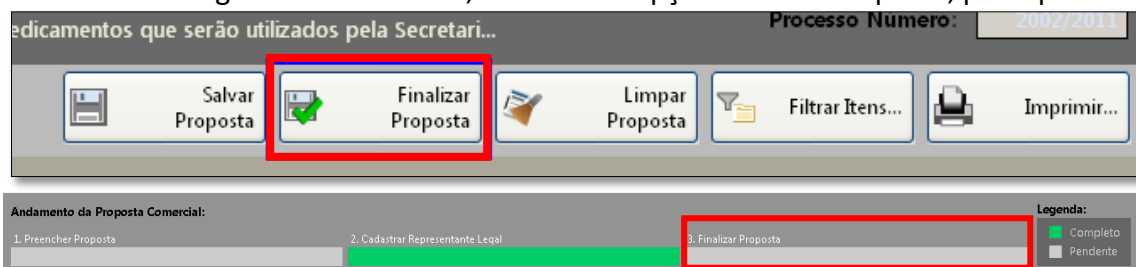 edicamentos que serão utilizados pela Secretari... Processo Número: 2002/2011
Salvar Proposta
Finalizar Proposta
Limpar Proposta
Filtrar Itens...
Imprimir...
Andamento da Proposta Comercial:
Legenda:
1. Preencher Proposta
2. Cadastrar Representante Legal
3. Finalizar Proposta
Completo
Pendente